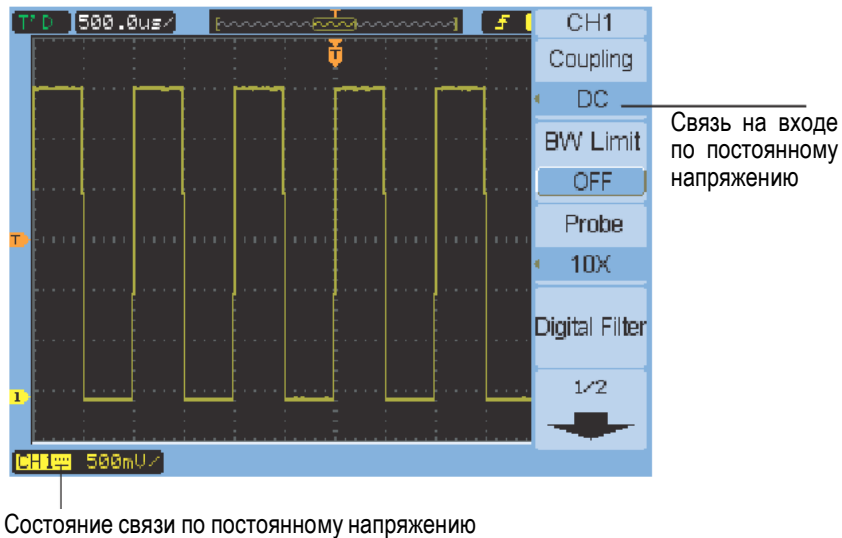 T'D 500.0us/
T
CH1
Coupling
DC
BW Limit
OFF
Probe
10X
Digital Filter
1/2
T
1
CH1 500mV/
Связь на входе
по постоянному
напряжению
Состояние связи по постоянному напряжению